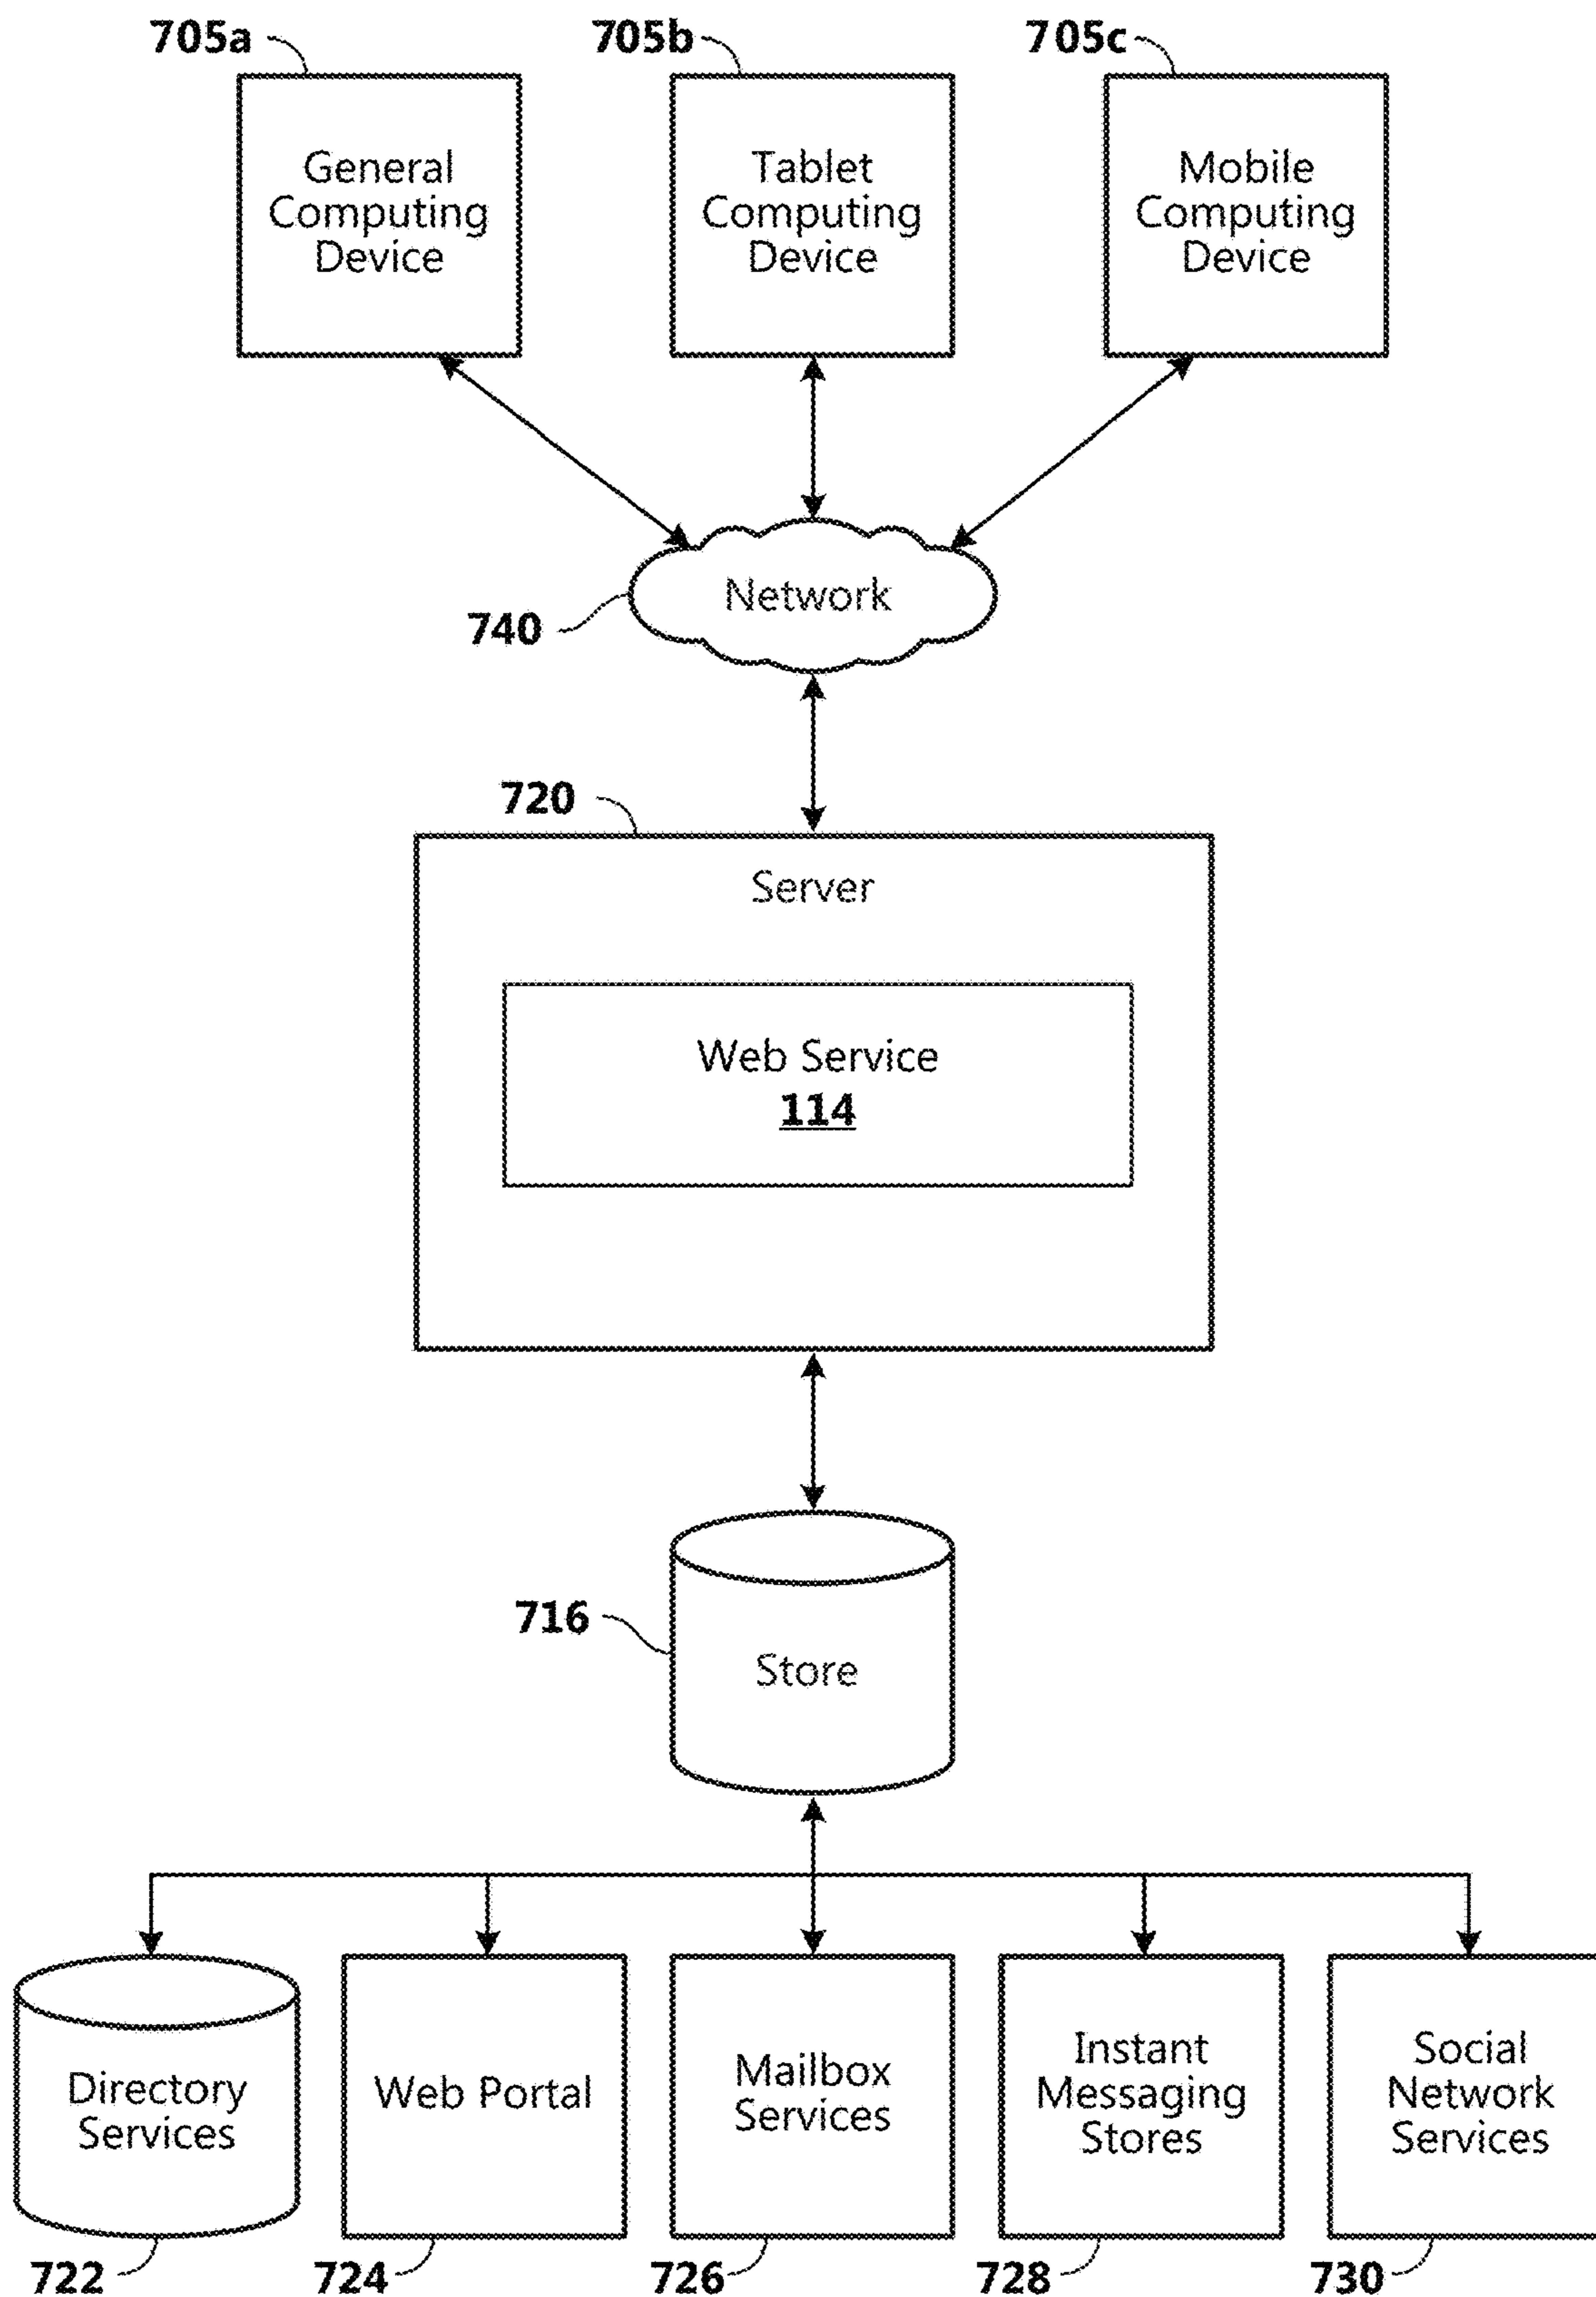 705a
705b
705c
General
Computing
Device
Tablet
Computing
Device
Mobile
Computing
Device
Network
740
720
Server
Web Service
114
716
Store
Directory
Services
Web Portal
Mailbox
Services
Instant
Messaging
Stores
Social
Network
Services
722
724
726
728
730